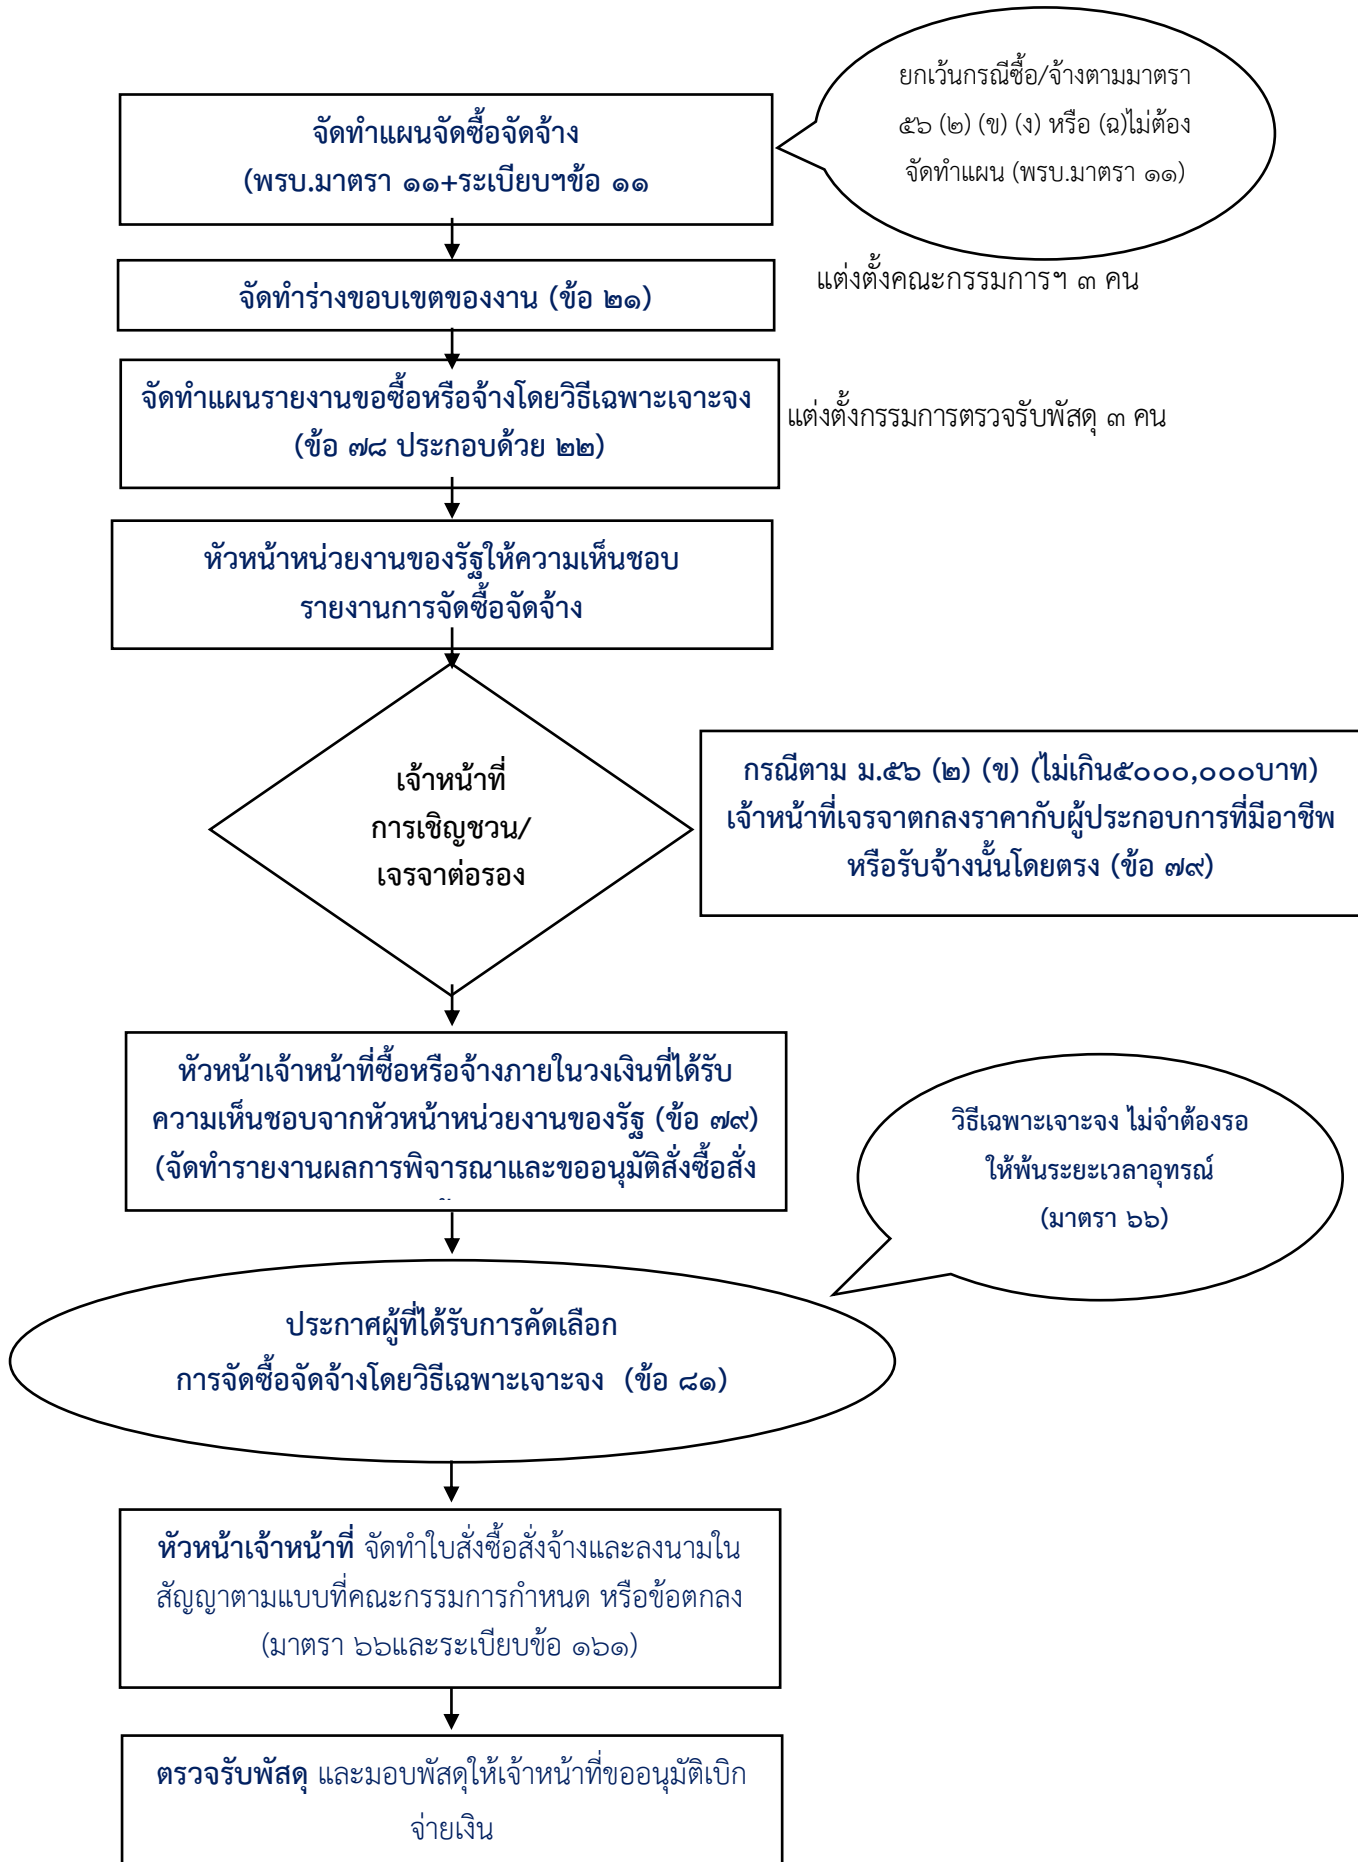 ยกเว้นกรณีซื้อ/จ้างตามมาตรา
๕๖ (๒) (ข) (ง) หรือ (ฉ)ไม่ต้อง
จัดทำแผน (พรบ.มาตรา ๑๑)
จัดทำแผนจัดซื้อจัดจ้าง
(พรบ.มาตรา ๑๑+ระเบียบฯข้อ ๑๑
จัดทำร่างขอบเขตของงาน (ข้อ ๒๑)
แต่งตั้งคณะกรรมการฯ ๓ คน
จัดทำแผนรายงานขอซื้อหรือจ้างโดยวิธีเฉพาะเจาะจง
(ข้อ ๗๘ ประกอบด้วย ๒๒)
แต่งตั้งกรรมการตรวจรับพัสดุ ๓ คน
หัวหน้าหน่วยงานของรัฐให้ความเห็นชอบ
รายงานการจัดซื้อจัดจ้าง
เจ้าหน้าที่
การเชิญชวน/
เจรจาต่อรอง
กรณีตาม ม.๕๖ (๒) (ข) (ไม่เกิน๕๐๐๐,๐๐๐บาท)
เจ้าหน้าที่เจรจาตกลงราคากับผู้ประกอบการที่มีอาชีพ
หรือรับจ้างนั้นโดยตรง (ข้อ ๗๙)
หัวหน้าเจ้าหน้าที่ซื้อหรือจ้างภายในวงเงินที่ได้รับ
ความเห็นชอบจากหัวหน้าหน่วยงานของรัฐ (ข้อ ๗๙)
(จัดทำรายงานผลการพิจารณาและขออนุมัติสั่งซื้อสั่ง
วิธีเฉพาะเจาะจง ไม่จำต้องรอ
ให้พ้นระยะเวลาอุทรณ์
(มาตรา ๖๖)
ประกาศผู้ที่ได้รับการคัดเลือก
การจัดซื้อจัดจ้างโดยวิธีเฉพาะเจาะจง (ข้อ ๘๑)
หัวหน้าเจ้าหน้าที่ จัดทำใบสั่งซื้อสั่งจ้างและลงนามใน
สัญญาตามแบบที่คณะกรรมการกำหนด หรือข้อตกลง
(มาตรา ๖๖และระเบียบข้อ ๑๖๑)
ตรวจรับพัสดุ และมอบพัสดุให้เจ้าหน้าที่ขออนุมัติเบิก
จ่ายเงิน